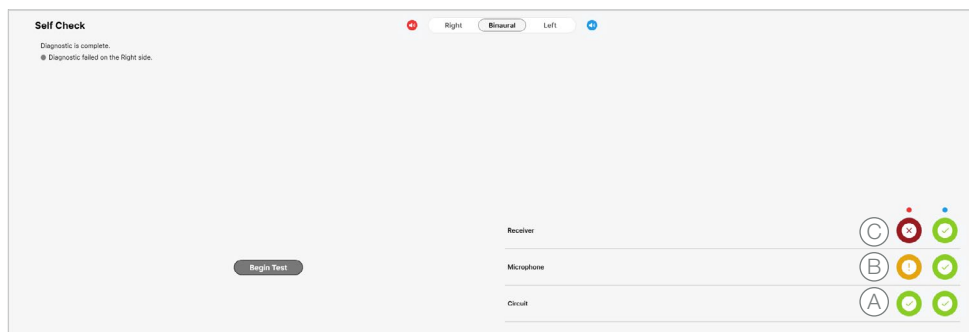 Self Check
Right Binaural Left
Diagnostic is complete.
Diagnostic failed on the Right side.
Receiver C
Begin Test
Microphone B
Circuit A